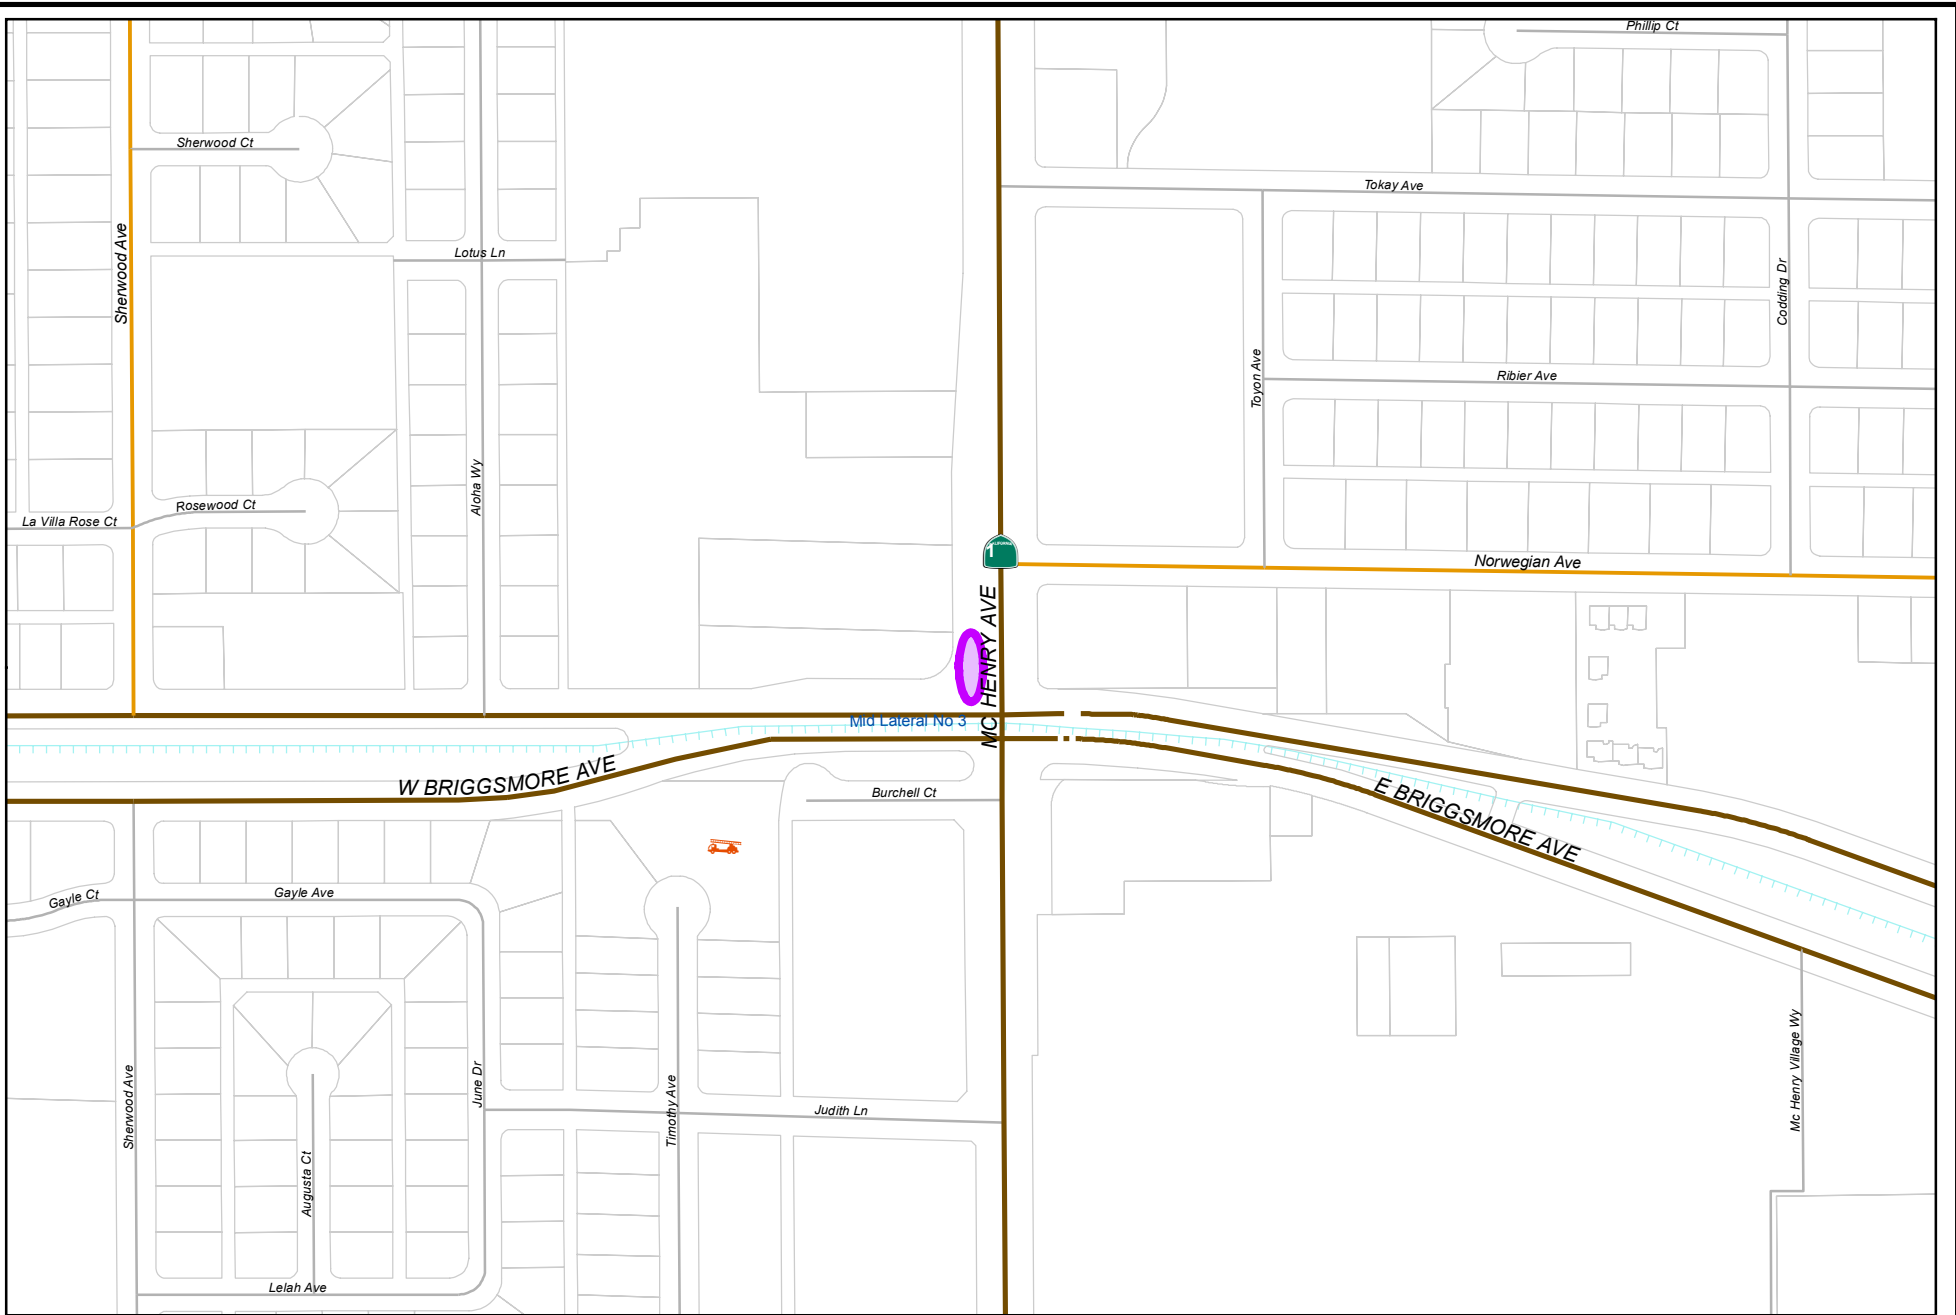 Phillip Ct
Sherwood Ct
Tokay Ave
Sherwood Ave
Lotus Ln
Codding Dr
Toyon Ave
Ribier Ave
Aloha Wy
Rosewood Ct
La Villa Rose Ct
1
Norwegian Ave
MC HENRY AVE
Mid Lateral No 3
W BRIGGSMORE AVE
Burchell Ct
E BRIGGSMORE AVE
Gayle Ct
Gayle Ave
Sherwood Ave
June Dr
Timothy Ave
Judith Ln
Mc Henry Village Wy
Augusta Ct
Lelah Ave